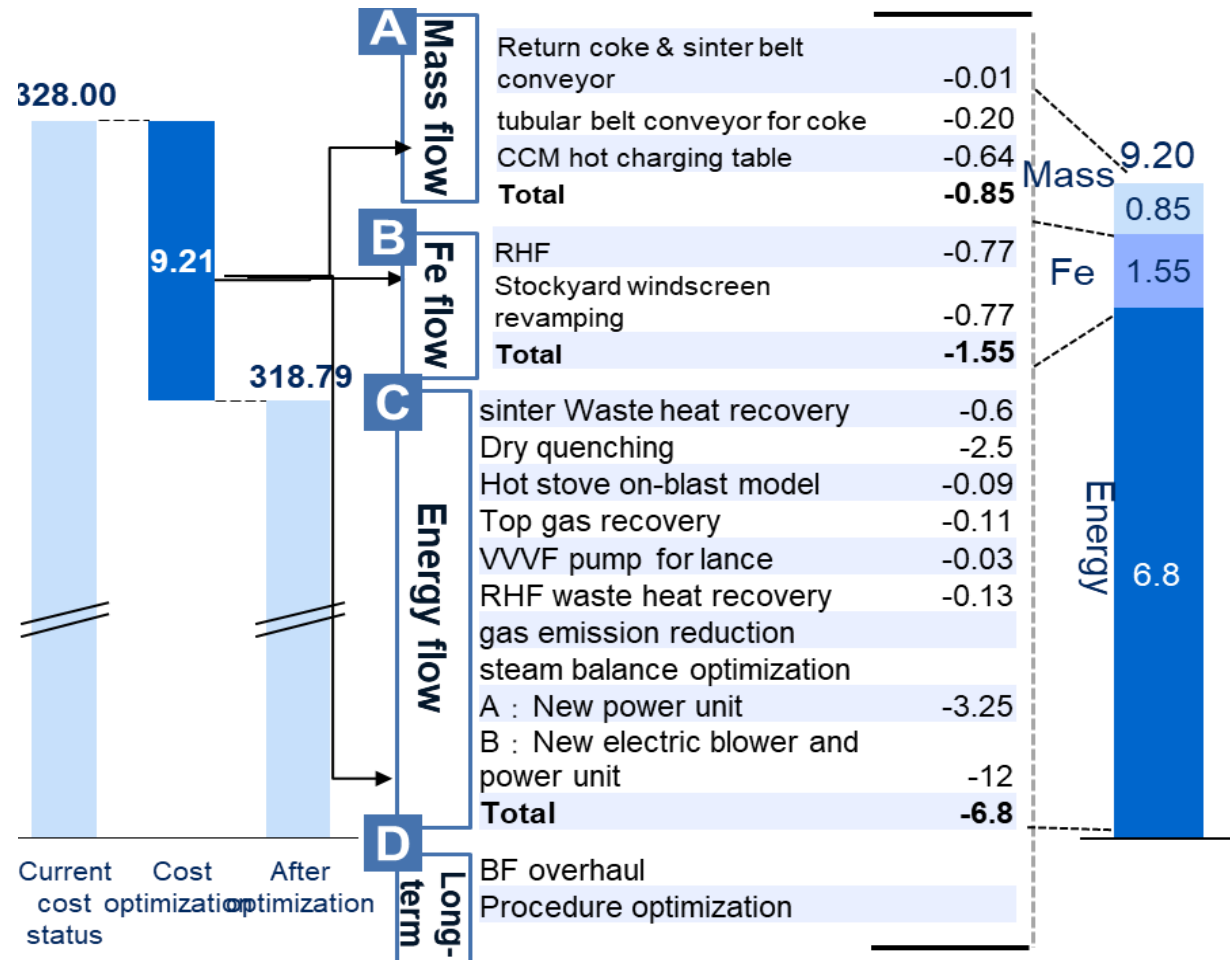 328.00
9.21
318.79
Current cost status
Cost optimization
After optimization
A
Mass flow
Return coke & sinter belt
conveyor -0.01
tubular belt conveyor for coke -0.20
CCM hot charging table -0.64
Total -0.85
B
Fe flow
RHF -0.77
Stockyard windscreen
revamping -0.77
Total -1.55
C
Energy flow
sinter Waste heat recovery -0.6
Dry quenching -2.5
Hot stove on-blast model -0.09
Top gas recovery -0.11
VVVF pump for lance -0.03
RHF waste heat recovery -0.13
gas emission reduction
steam balance optimization
A : New power unit -3.25
B : New electric blower and
power unit -12
Total -6.8
D
Long-
term
BF overhaul
Procedure optimization
9.20
Mass
0.85
Fe
1.55
Energy
6.8